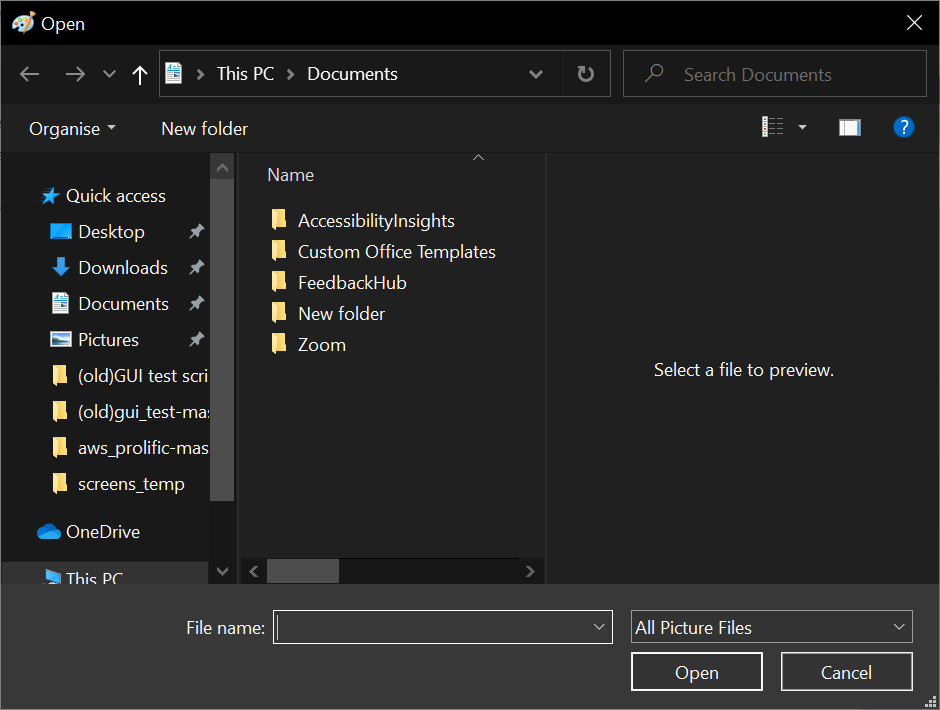 Open
This PC
Documents
Search Documents
Organise
New folder
?
Name
Quick access
Desktop
Downloads
Documents
Pictures
(old)GUI test scri
(old)gui_test-mas
aws_prolific-mas
screens_temp
OneDrive
This PC
AccessibilityInsights
Custom Office Templates
FeedbackHub
New folder
Zoom
Select a file to preview.
File name:
All Picture Files
Open
Cancel